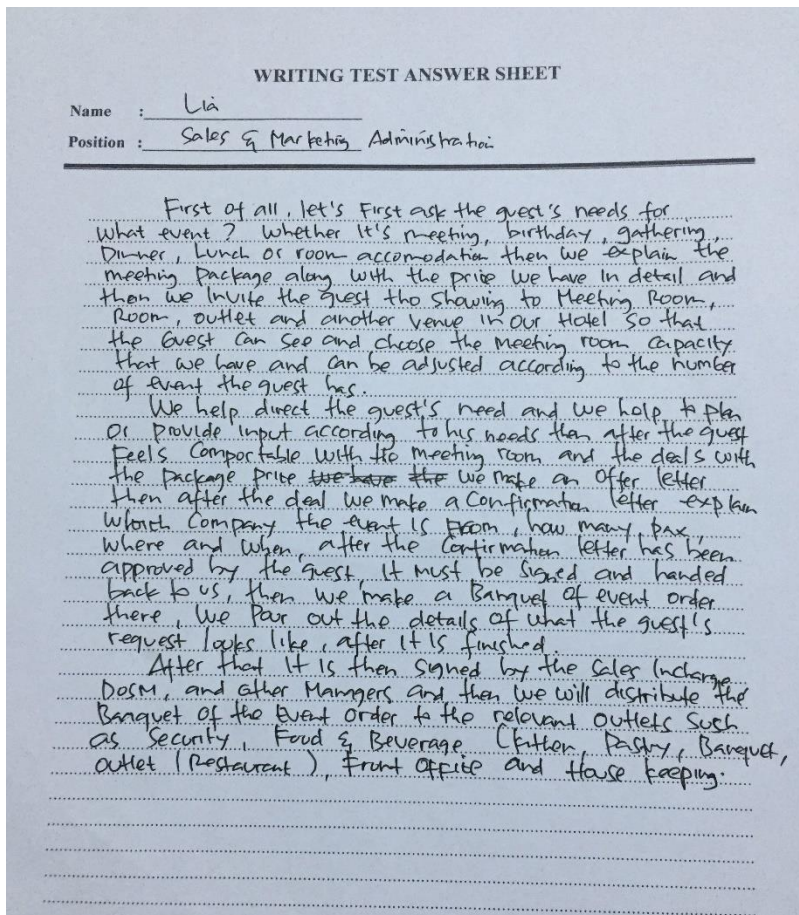 WRITING TEST ANSWER SHEET
Name : Lia
Position : Sales & Marketing Administration
First of all, let's First ask the guest's needs for
what event? Whether It's meeting, birthday, gathering,
Dinner, Lunch or room accomodation then we explain the
meeting package along with the price we have In detail and
then we Invite the guest tho showing to Meeting Room,
Room, outlet and another venue in our Hotel so that
the Guest can see and choose the meeting room capacity
that we have and can be adjusted according to the number
of event the guest has.
We help direct the guest's need and we help to plan
or provide input according to his needs then after the guest
feels comportable with the meeting room and the deals with
the package price we have the we make an offer letter
then after the deal we make a confirmation letter explain
which company the event is from, how many pax,
where and when, after the confirmation letter has been
approved by the guest, It must be signed and handed
back to us, then we make a Banquet of event order
there, we pour out the details of what the guest's
request looks like, after it is finished.
After that It is then signed by the Sales Incharge
DOSM, and other Managers and then we will distribute the
Banquet of the Event Order to the relevant outlets such
as Security, Food & Beverage (Kithen, Pastry, Banquet,
outlet (Restaurant), Front Office and House keeping.